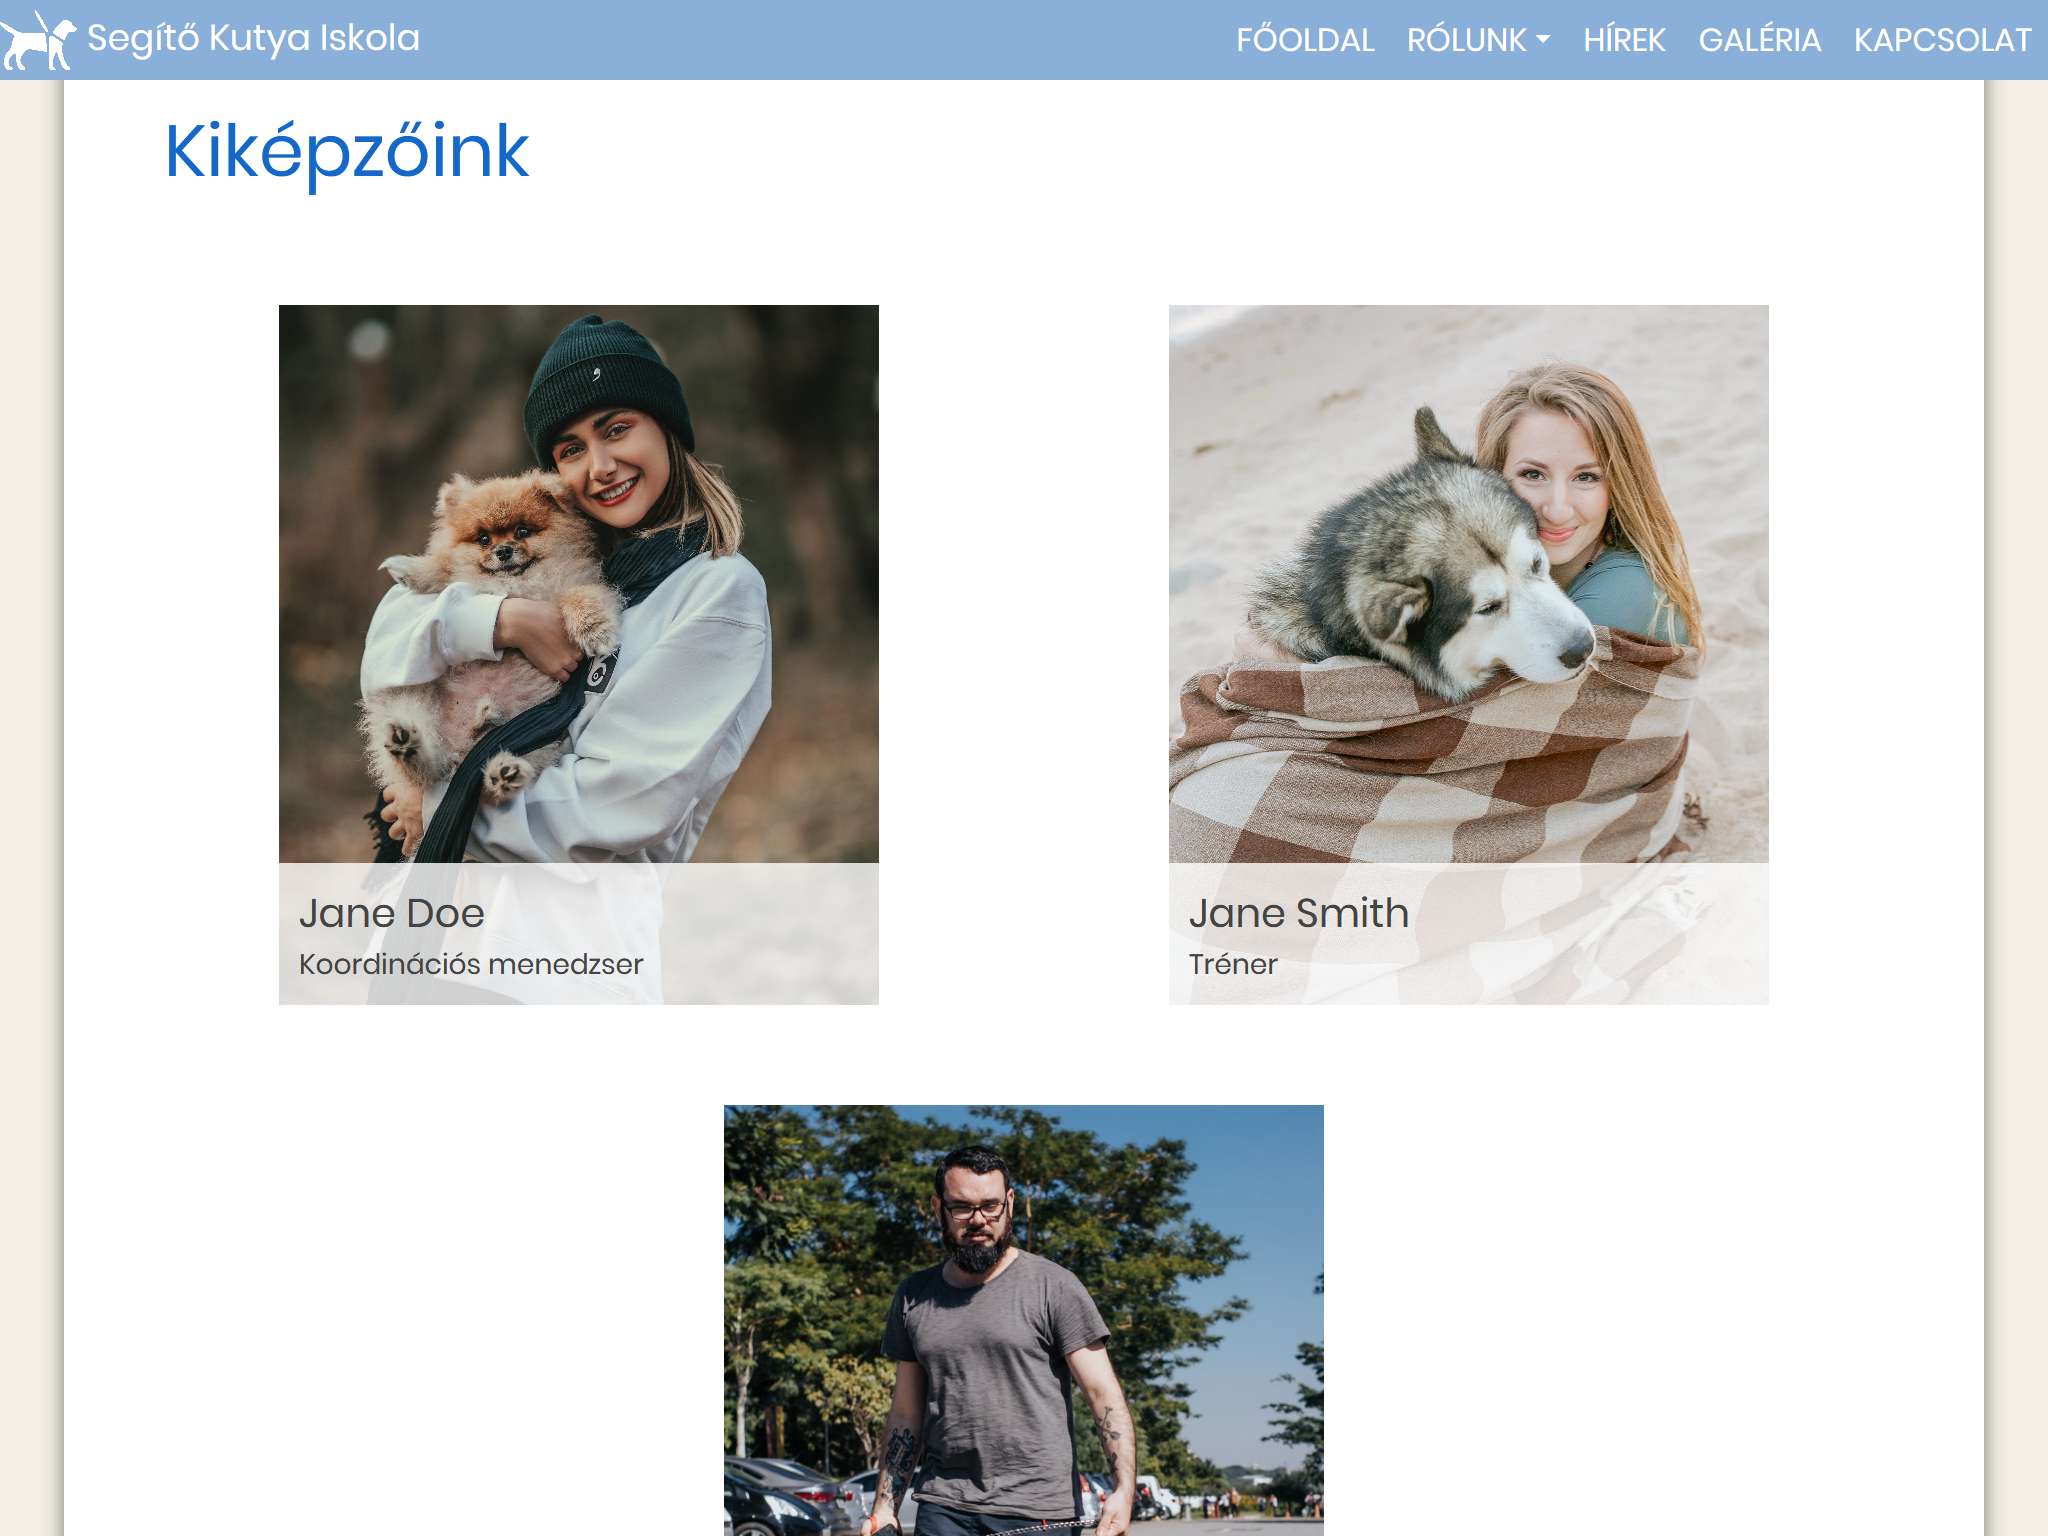 Segítő Kutya Iskola
FŐOLDAL RÓLUNK HÍREK GALÉRIA KAPCSOLAT
Kiképzőink
Jane Doe
Koordinációs menedzser
Jane Smith
Tréner